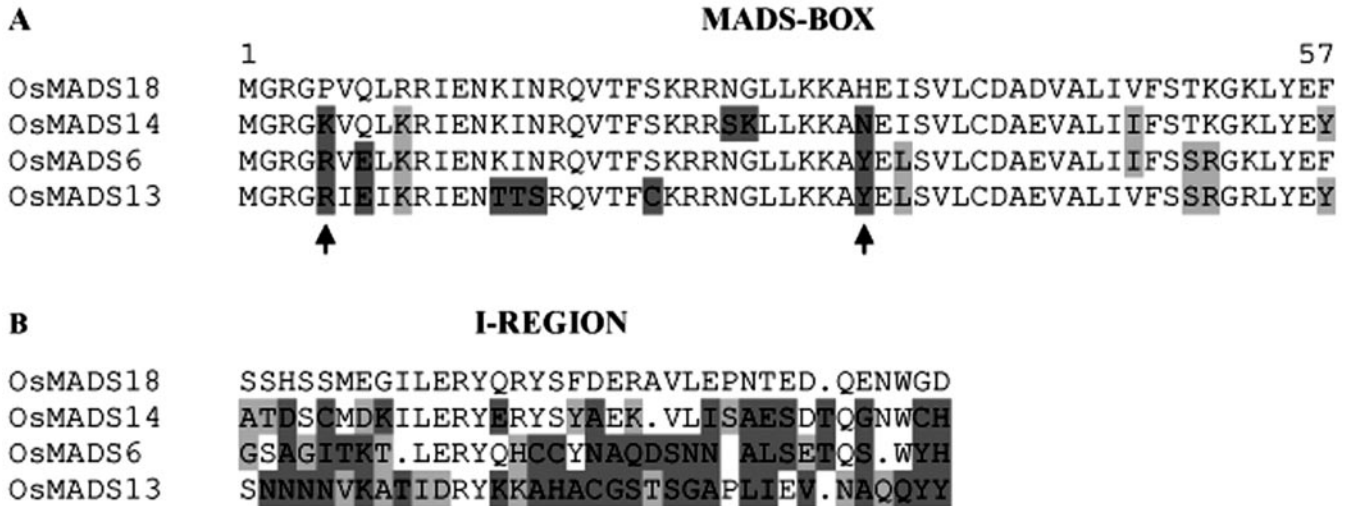 A MADS-BOX
1 57
OsMADS18 MGRGPVQLRRIENKINRQVTFSKRRNGLLKKAHEISVLCDADVALIVFSTKGKLYEF
OsMADS14 MGRGKVQLKRIENKINRQVTFSKRRSKLLKKANEISVLCDAEVALIIFSTKGKLYEY
OsMADS6 MGRGRVELKRIENKINRQVTFSKRRNGLLKKAYELSVLCDAEVALIIFSSRGKLYEF
OsMADS13 MGRGRIEIKRIENTTSRQVTFCKRRNGLLKKAYELSVLCDAEVALIVFSSRGRLYEY
B I-REGION
OsMADS18 SSHSSMEGILERYQRYSFDERAVLEPNTED.QENWGD
OsMADS14 ATDSCMDKILERYERYSYAEK.VLISAESDTQGNWCH
OsMADS6 GSAGITKT.LERYQHCCYNAQDSNN ALSETQS.WYH
OsMADS13 SNNNNVKATIDRYKKAHACGSTSGAPLIEV.NAQQYY